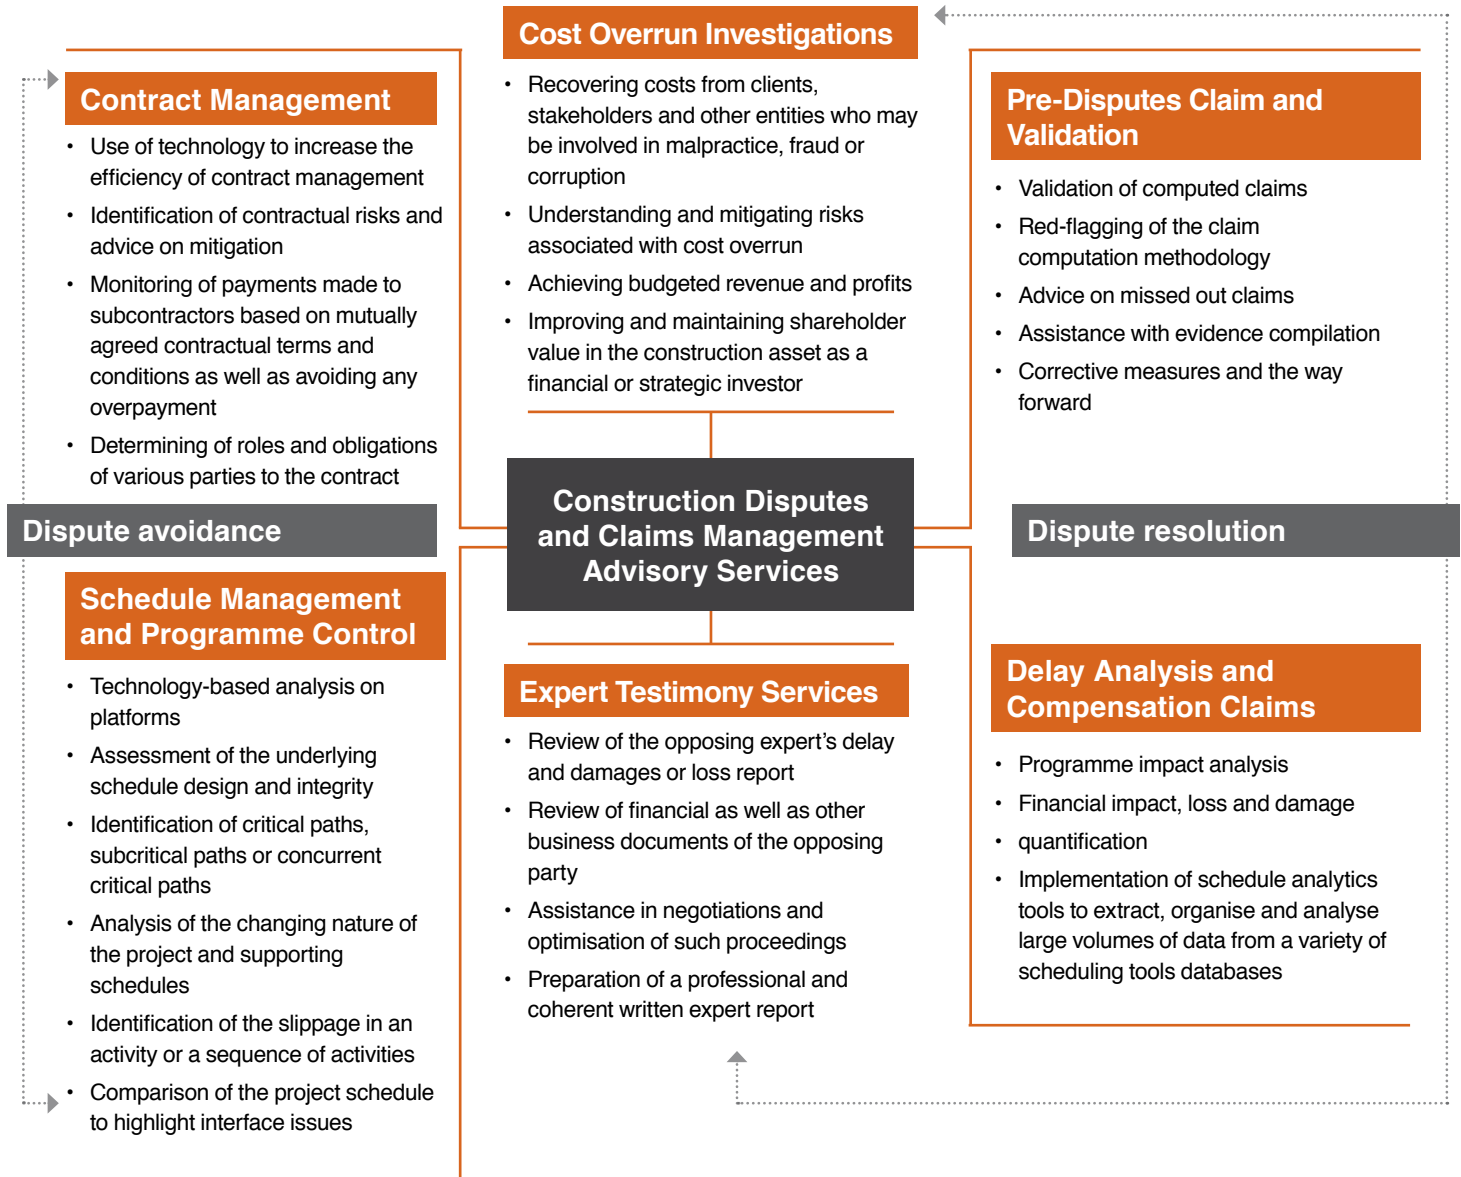 Cost Overrun Investigations
• Recovering costs from clients,
stakeholders and other entities who may
be involved in malpractice, fraud or
corruption
• Understanding and mitigating risks
associated with cost overrun
• Achieving budgeted revenue and profits
• Improving and maintaining shareholder
value in the construction asset as a
financial or strategic investor
Contract Management
• Use of technology to increase the
efficiency of contract management
• Identification of contractual risks and
advice on mitigation
• Monitoring of payments made to
subcontractors based on mutually
agreed contractual terms and
conditions as well as avoiding any
overpayment
• Determining of roles and obligations
of various parties to the contract
Pre-Disputes Claim and
Validation
• Validation of computed claims
• Red-flagging of the claim
computation methodology
• Advice on missed out claims
• Assistance with evidence compilation
• Corrective measures and the way
forward
Dispute avoidance
Construction Disputes
and Claims Management
Advisory Services
Dispute resolution
Schedule Management
and Programme Control
• Technology-based analysis on
platforms
• Assessment of the underlying
schedule design and integrity
• Identification of critical paths,
subcritical paths or concurrent
critical paths
• Analysis of the changing nature of
the project and supporting
schedules
• Identification of the slippage in an
activity or a sequence of activities
• Comparison of the project schedule
to highlight interface issues
Expert Testimony Services
• Review of the opposing expert’s delay
and damages or loss report
• Review of financial as well as other
business documents of the opposing
party
• Assistance in negotiations and
optimisation of such proceedings
• Preparation of a professional and
coherent written expert report
Delay Analysis and
Compensation Claims
• Programme impact analysis
• Financial impact, loss and damage
• quantification
• Implementation of schedule analytics
tools to extract, organise and analyse
large volumes of data from a variety of
scheduling tools databases